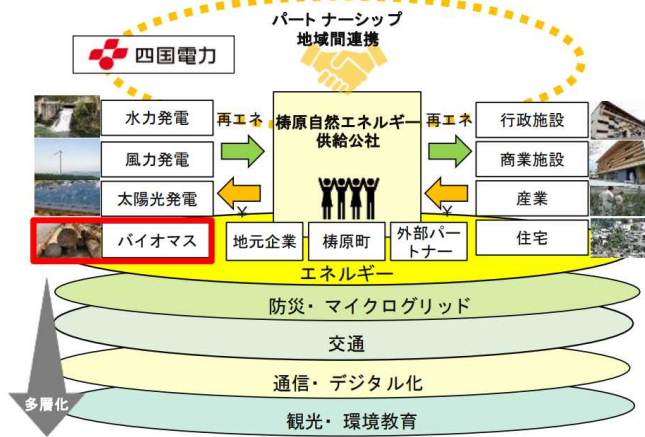 パートナーシップ
地域間連携
四国電力
水力発電
風力発電
太陽光発電
バイオマス
再エネ
¥
梼原自然エネルギー
供給公社
再エネ
¥
行政施設
商業施設
産業
住宅
地元企業
梼原町
外部パー
トナー
エネルギー
防災・マイクログリッド
交通
通信・デジタル化
観光・環境教育
多層化